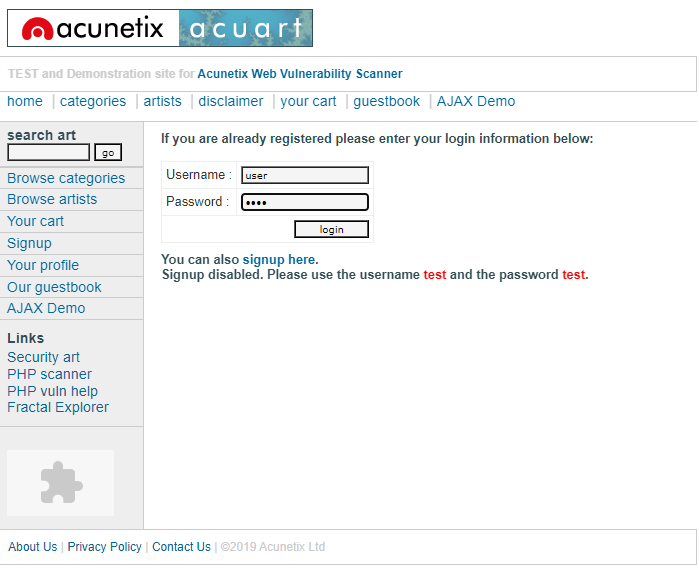 acunetix acuart
TEST and Demonstration site for Acunetix Web Vulnerability Scanner
home | categories | artists | disclaimer | your cart | guestbook | AJAX Demo
search art
go
Browse categories
Browse artists
Your cart
Signup
Your profile
Our guestbook
AJAX Demo
Links
Security art
PHP scanner
PHP vuln help
Fractal Explorer
If you are already registered please enter your login information below:
Username : user
Password : ••••
login
You can also signup here.
Signup disabled. Please use the username test and the password test.
About Us | Privacy Policy | Contact Us | ©2019 Acunetix Ltd